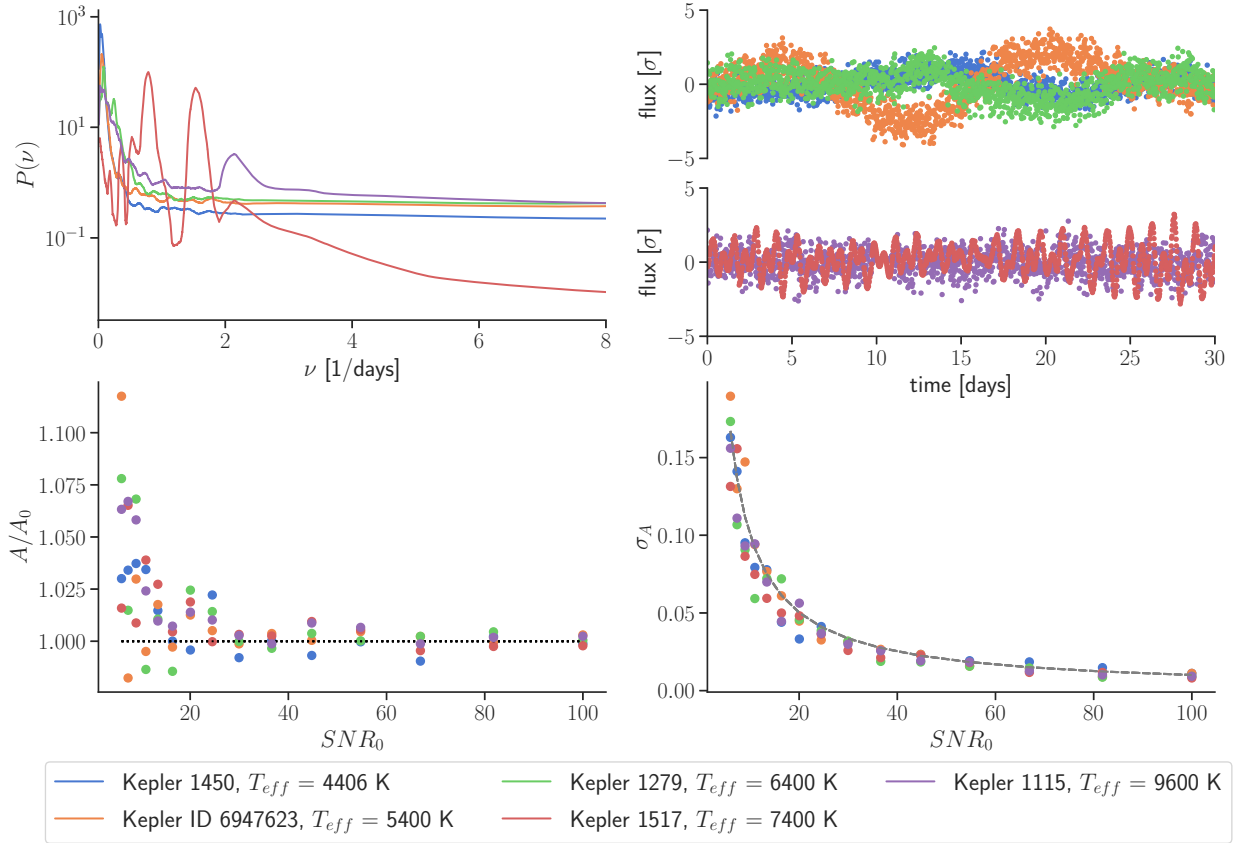 10^3
10^1
10^−1
P(ν)
0 2 4 6 8
ν [1/days]
5
0
−5
flux [σ]
5
0
−5
flux [σ]
0 5 10 15 20 25 30
time [days]
1.100
1.075
1.050
1.025
1.000
A/A_0
20 40 60 80 100
SNR_0
0.15
0.10
0.05
0.00
σ_A
20 40 60 80 100
SNR_0
Kepler 1450, T_eff = 4406 K
Kepler ID 6947623, T_eff = 5400 K
Kepler 1279, T_eff = 6400 K
Kepler 1517, T_eff = 7400 K
Kepler 1115, T_eff = 9600 K